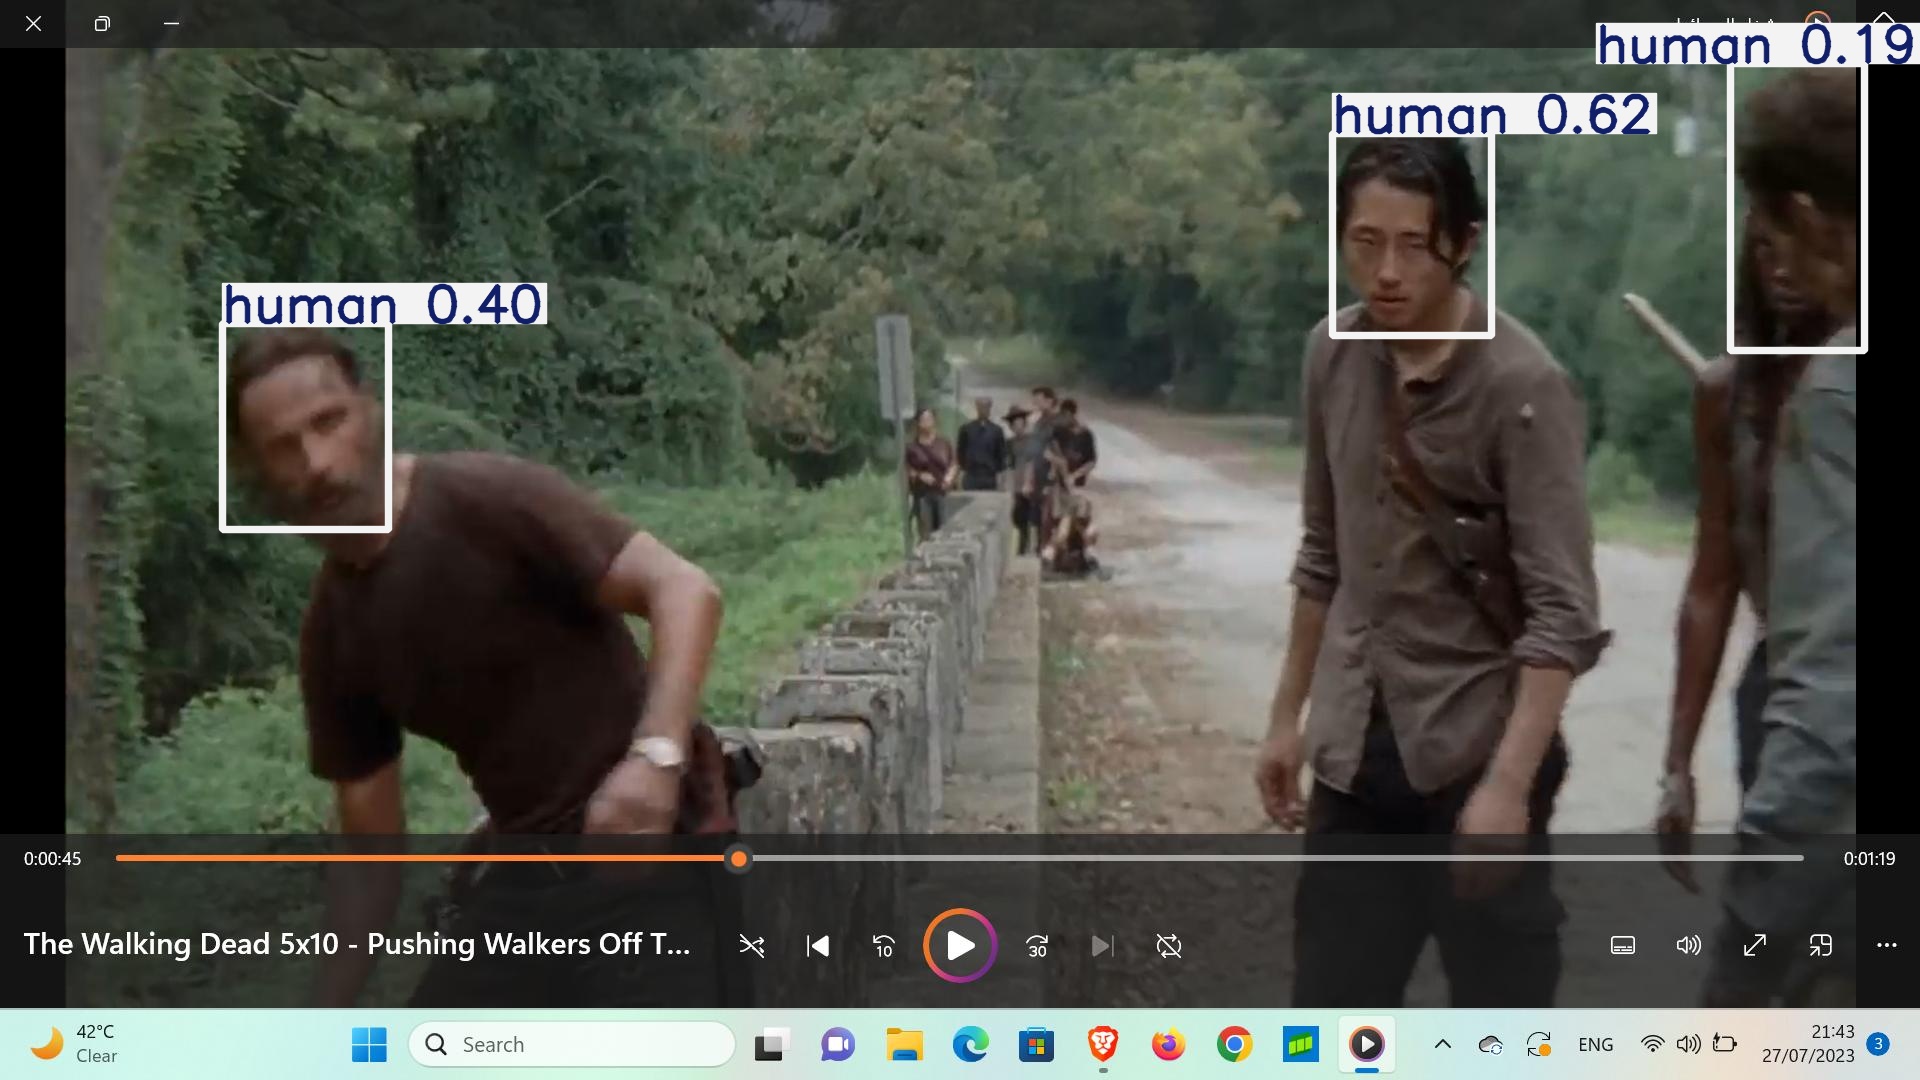 human 0.19
human 0.62
human 0.40
0:00:45
0:01:19
The Walking Dead 5x10 - Pushing Walkers Off T...
10
30
42°C
Clear
Search
ENG
21:43
27/07/2023
3